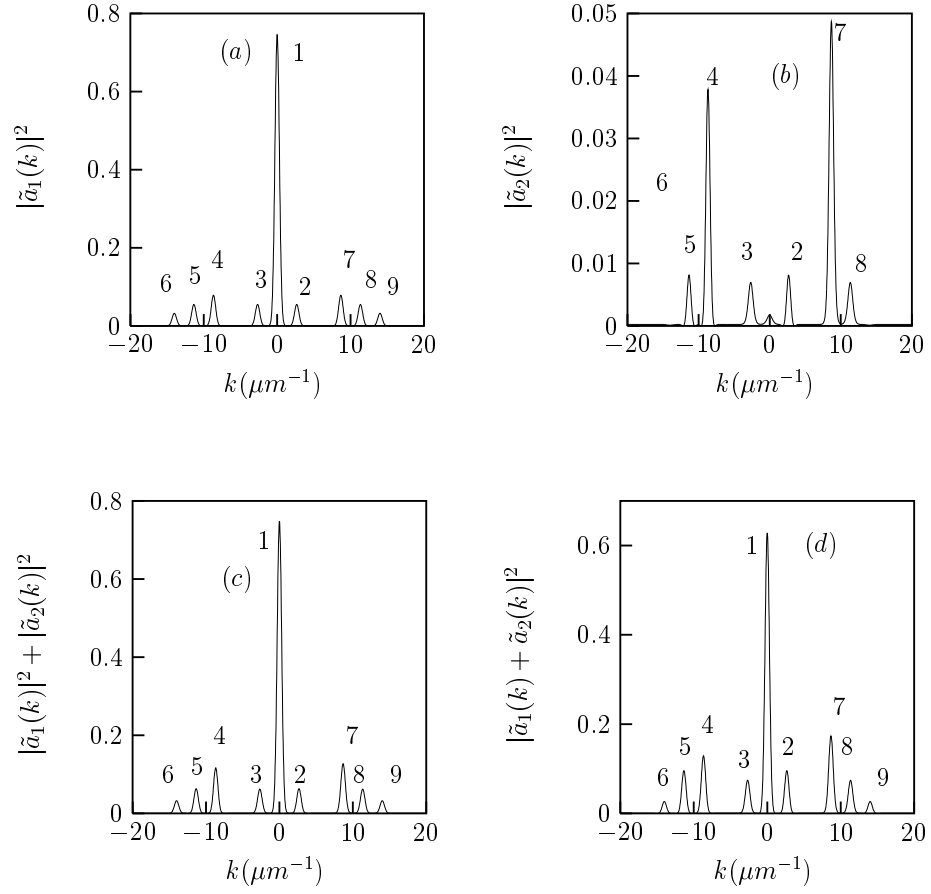 0.8
0.6
0.4
0.2
0
−20 −10 0 10 20
(a)
1
6 5 4 3 2 7 8 9
|ã₁(k)|²
k(μm⁻¹)
0.05
0.04
0.03
0.02
0.01
0
−20 −10 0 10 20
(b)
7
4
6
5 3 2 8
|ã₂(k)|²
k(μm⁻¹)
0.8
0.6
0.4
0.2
0
−20 −10 0 10 20
1
(c)
6 5 4 3 2 7 8 9
|ã₁(k)|² + |ã₂(k)|²
k(μm⁻¹)
0.6
0.4
0.2
0
−20 −10 0 10 20
1
(d)
6 5 4 3 2 7 8 9
|ã₁(k) + ã₂(k)|²
k(μm⁻¹)